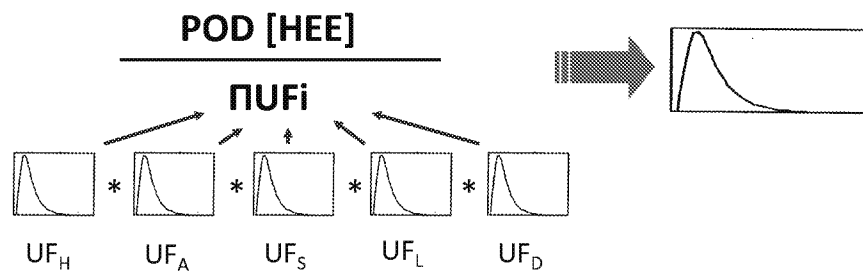 POD [HEE]
ΠUFi
* * * *
UF_H UF_A UF_S UF_L UF_D